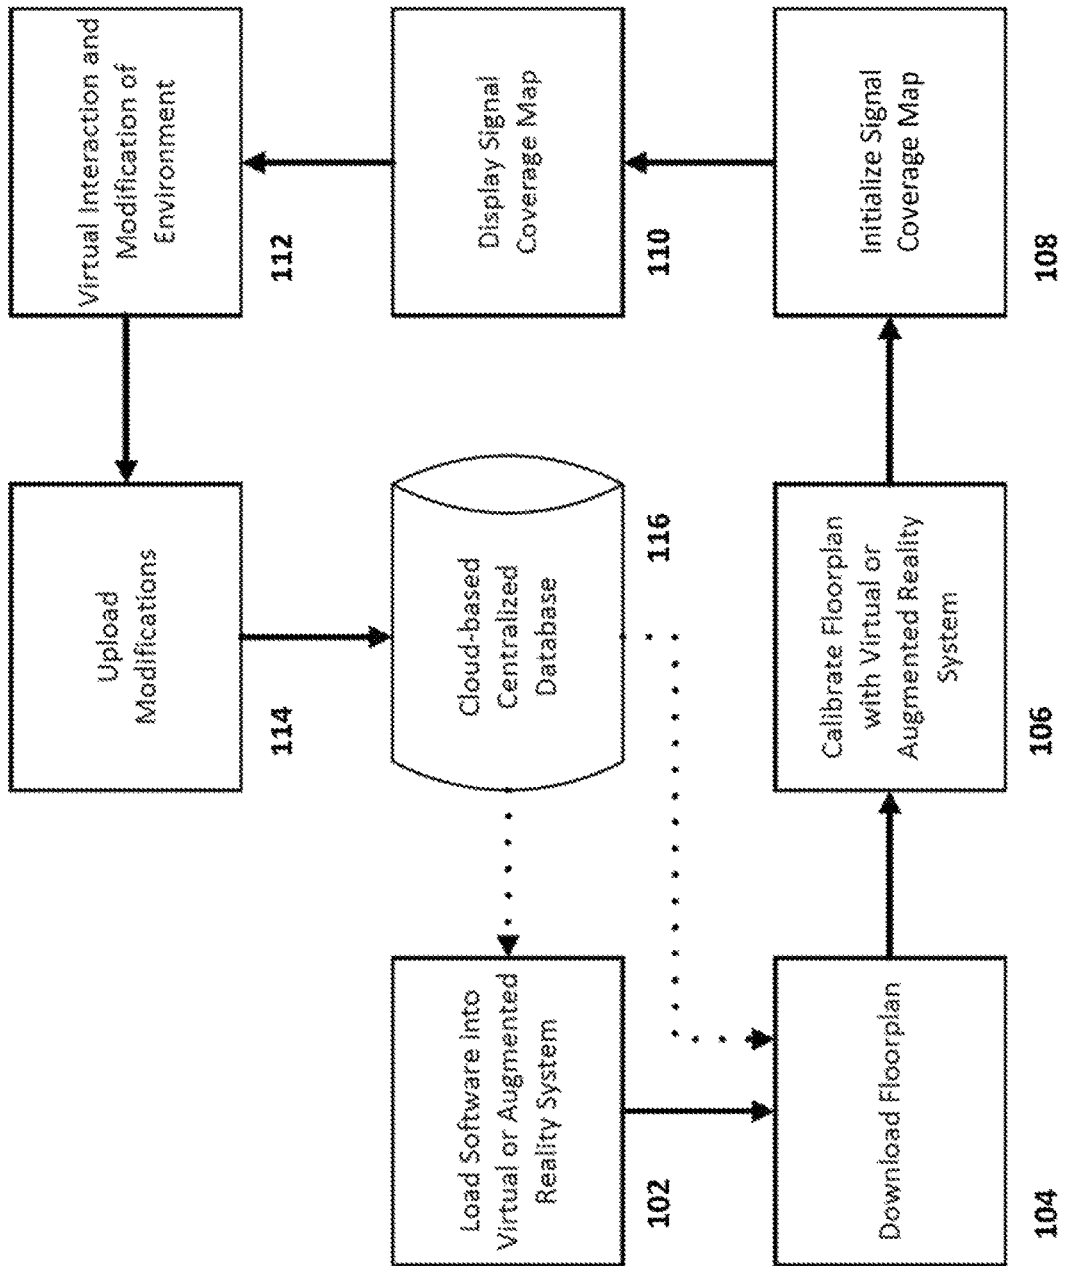 Load Software into
Virtual or Augmented
Reality System
102
Download Floorplan
104
Calibrate Floorplan
with Virtual or
Augmented Reality
System
106
Initialize Signal
Coverage Map
108
Display Signal
Coverage Map
110
Virtual Interaction and
Modification of
Environment
112
Upload
Modifications
114
Cloud-based
Centralized
Database
116